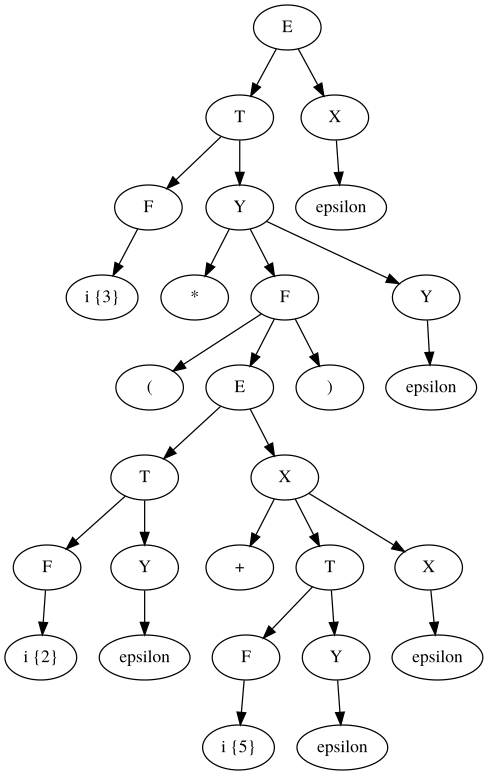 E
T X
F Y epsilon
i {3} * F Y
( E ) epsilon
T X
F Y + T X
i {2} epsilon F Y epsilon
i {5} epsilon